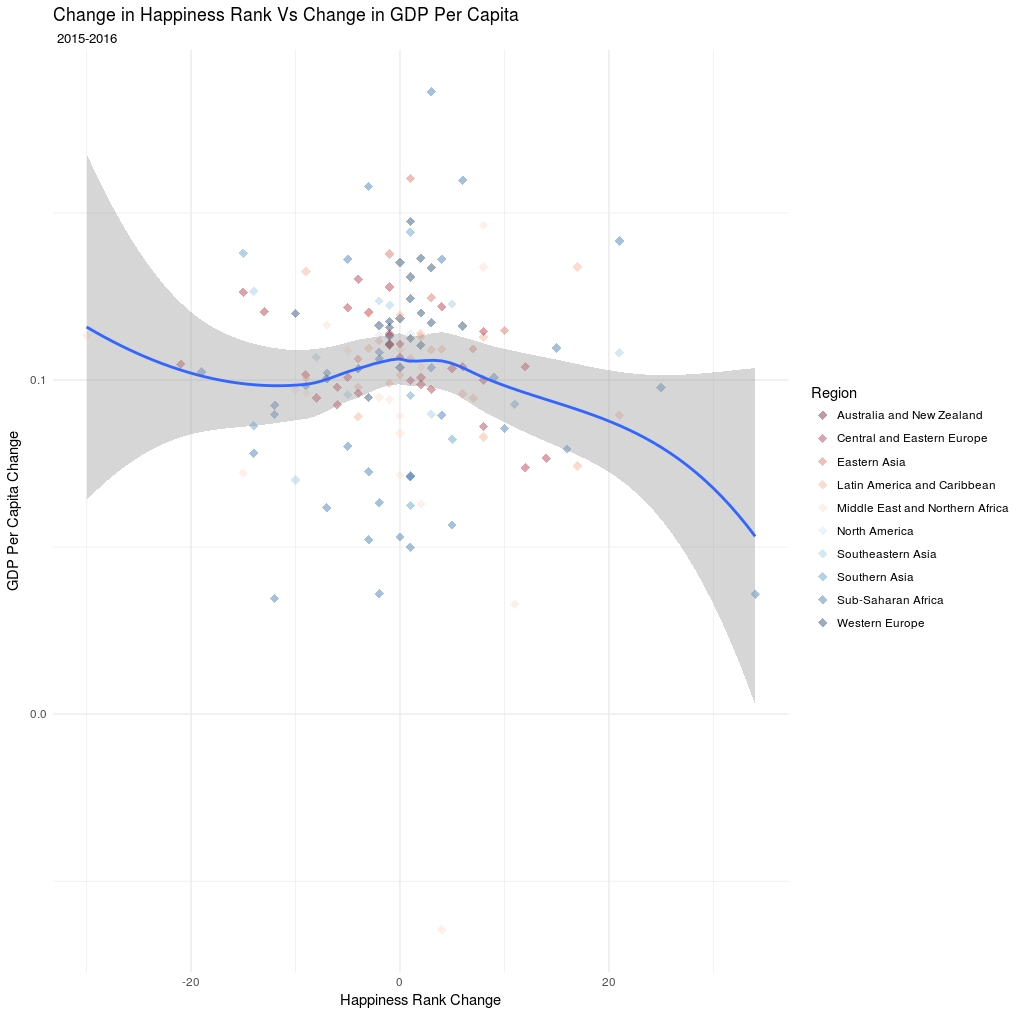 Change in Happiness Rank Vs Change in GDP Per Capita
2015-2016
GDP Per Capita Change
0.1
0.0
-20
0
20
Happiness Rank Change
Region
Australia and New Zealand
Central and Eastern Europe
Eastern Asia
Latin America and Caribbean
Middle East and Northern Africa
North America
Southeastern Asia
Southern Asia
Sub-Saharan Africa
Western Europe